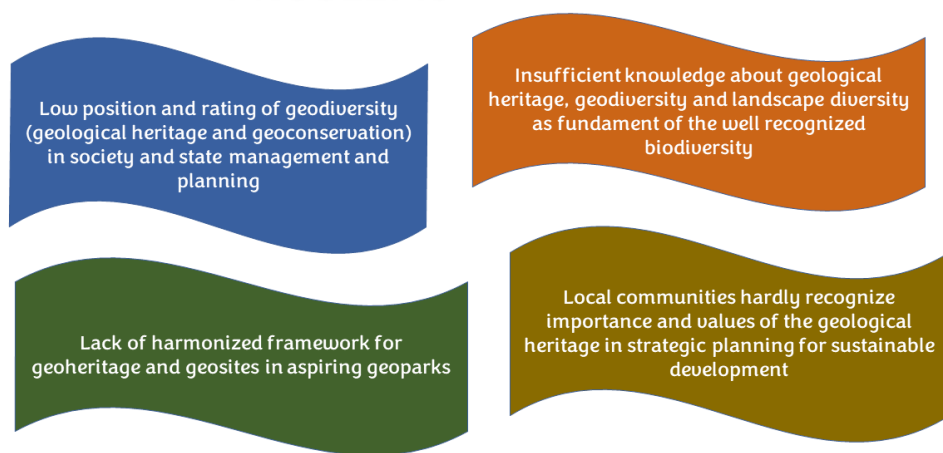 Low position and rating of geodiversity
(geological heritage and geoconservation)
in society and state management and
planning
Insufficient knowledge about geological
heritage, geodiversity and landscape diversity
as fundament of the well recognized
biodiversity
Lack of harmonized framework for
geoheritage and geosites in aspiring geoparks
Local communities hardly recognize
importance and values of the geological
heritage in strategic planning for sustainable
development